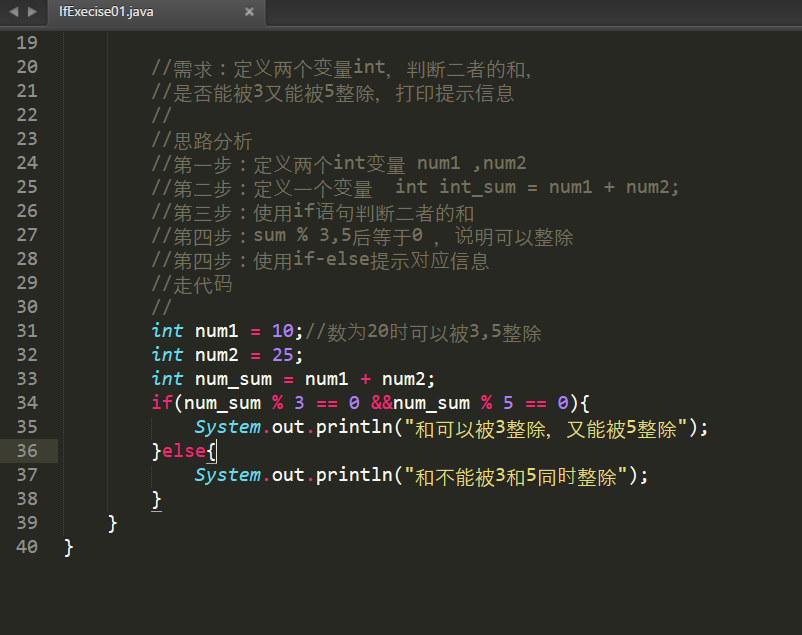 IfExecise01.java
19
20 //需求：定义两个变量int，判断二者的和，
21 //是否能被3又能被5整除，打印提示信息
22 //
23 //思路分析
24 //第一步：定义两个int变量 num1 ,num2
25 //第二步：定义一个变量  int int_sum = num1 + num2;
26 //第三步：使用if语句判断二者的和
27 //第四步：sum % 3,5后等于0 ，说明可以整除
28 //第四步：使用if-else提示对应信息
29 //走代码
30 //
31 int num1 = 10;//数为20时可以被3,5整除
32 int num2 = 25;
33 int num_sum = num1 + num2;
34 if(num_sum % 3 == 0 &&num_sum % 5 == 0){
35 System.out.println("和可以被3整除，又能被5整除");
36 }else{
37 System.out.println("和不能被3和5同时整除");
38 }
39 }
40 }